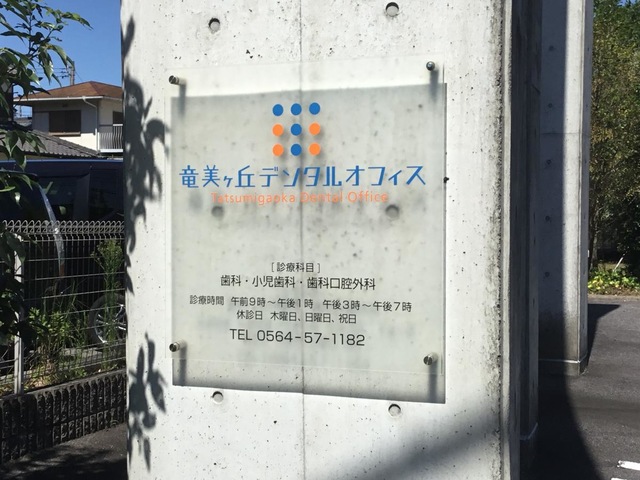 竜美ヶ丘デンタルオフィス
Tatsumigaoka Dental Office
[診療科目]
歯科・小児歯科・歯科口腔外科
診療時間 午前9時～午後1時 午後3時～午後7時
休診日 木曜日、日曜日、祝日
TEL 0564-57-1182